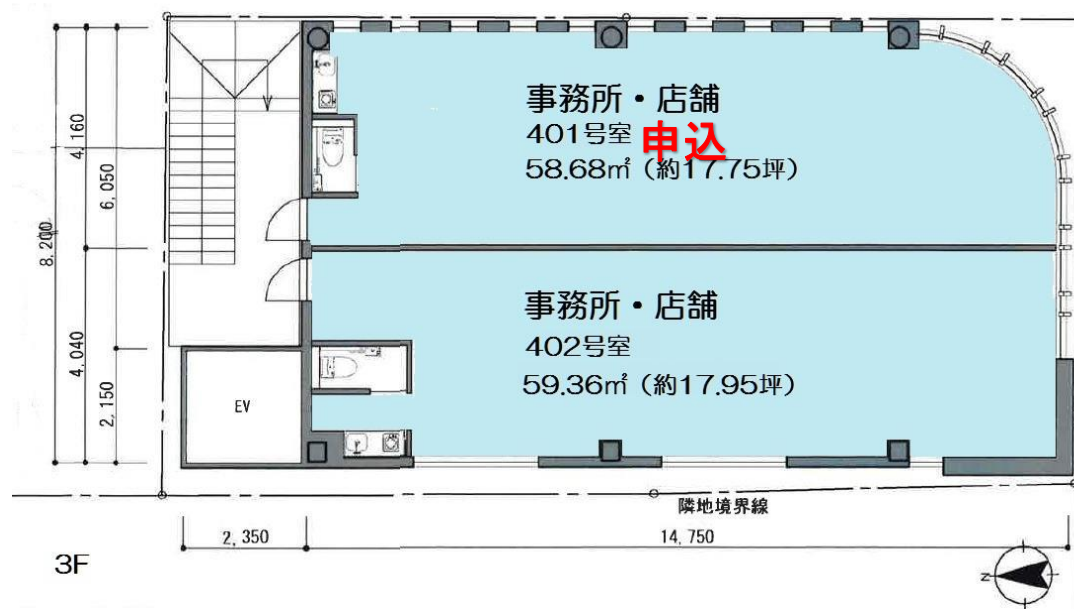 事務所・店舗
401号室 申込
58.68㎡（約17.75坪）
4,160
6,050
8,200
事務所・店舗
402号室
59.36㎡（約17.95坪）
4,040
2,150
EV
隣地境界線
2,350
14,750
3F
N